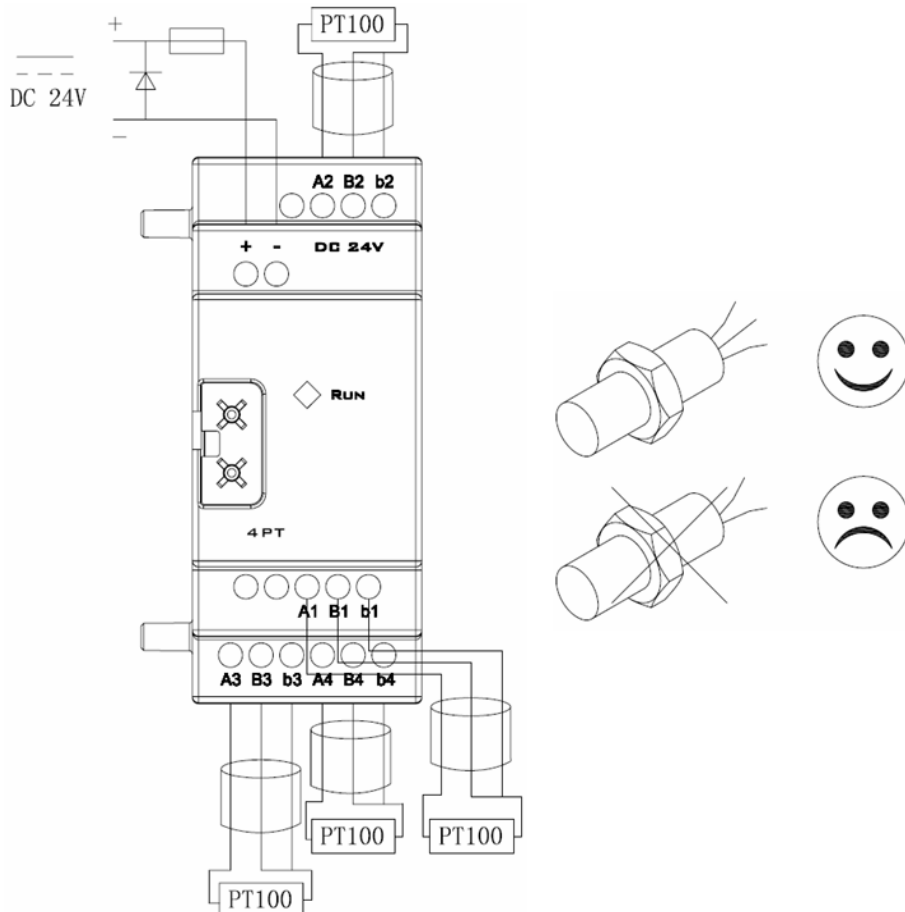 PT100
+
DC 24V
-
A2 B2 b2
+ - DC 24V
RUN
4PT
A1 B1 b1
A3 B3 b3 A4 B4 b4
PT100 PT100
PT100